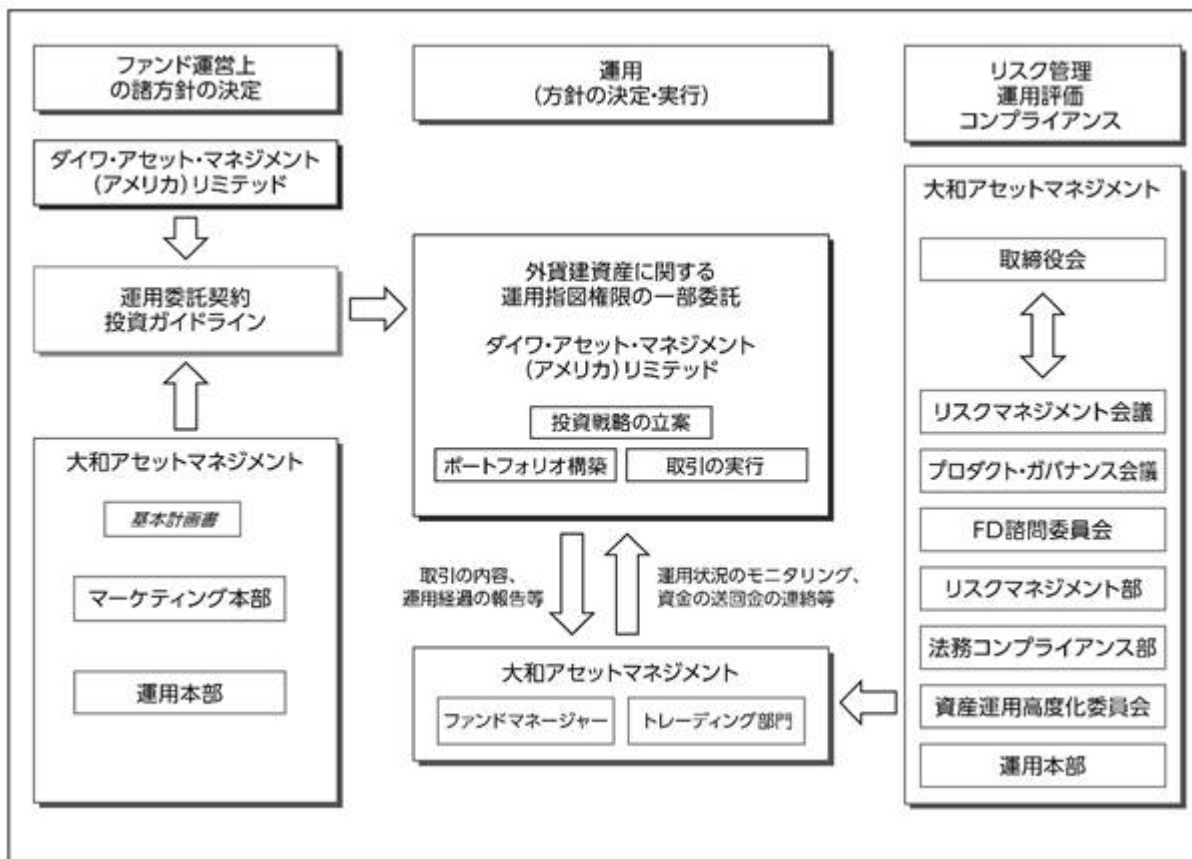 ファンド運営上
の諸方針の決定
ダイワ・アセット・マネジメント
(アメリカ)リミテッド
運用委託契約
投資ガイドライン
大和アセットマネジメント
基本計画書
マーケティング本部
運用本部
運用
(方針の決定・実行)
外貨建資産に関する
運用指図権限の一部委託
ダイワ・アセット・マネジメント
(アメリカ)リミテッド
投資戦略の立案
ポートフォリオ構築
取引の実行
取引の内容、
運用経過の報告等
運用状況のモニタリング、
資金の送回金の連絡等
大和アセットマネジメント
ファンドマネージャー
トレーディング部門
リスク管理
運用評価
コンプライアンス
大和アセットマネジメント
取締役会
リスクマネジメント会議
プロダクト・ガバナンス会議
FD諮問委員会
リスクマネジメント部
法務コンプライアンス部
資産運用高度化委員会
運用本部